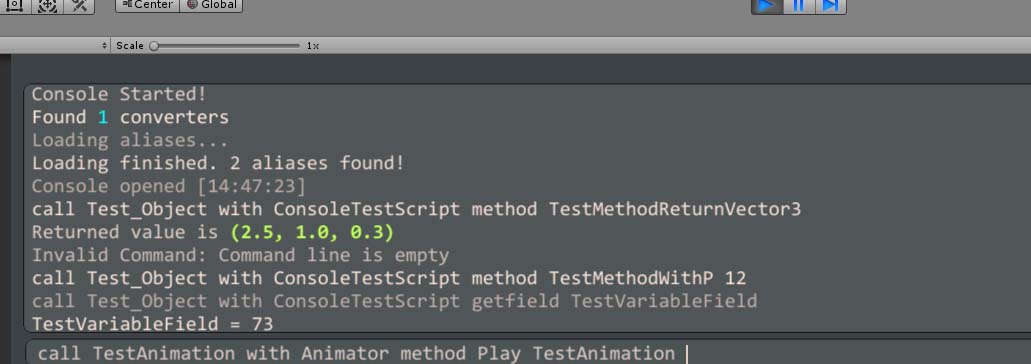 Center Global
Scale 1x
Console Started!
Found 1 converters
Loading aliases...
Loading finished. 2 aliases found!
Console opened [14:47:23]
call Test_Object with ConsoleTestScript method TestMethodReturnVector3
Returned value is (2.5, 1.0, 0.3)
Invalid Command: Command line is empty
call Test_Object with ConsoleTestScript method TestMethodWithP 12
call Test_Object with ConsoleTestScript getfield TestVariableField
TestVariableField = 73
call TestAnimation with Animator method Play TestAnimation